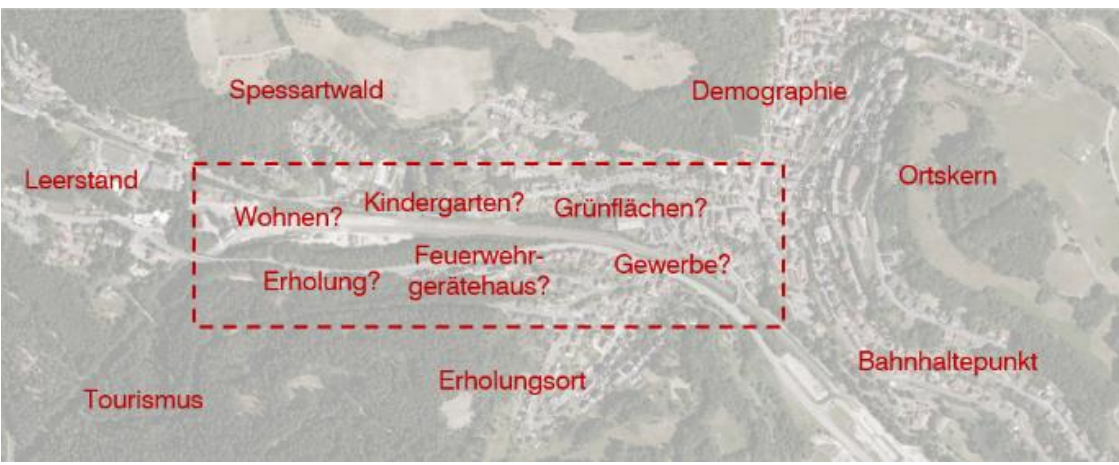 Spessartwald
Demographie
Leerstand
Ortskern
Wohnen?
Kindergarten?
Grünflächen?
Erholung?
Feuerwehr-
gerätehaus?
Gewerbe?
Tourismus
Erholungsort
Bahnhaltepunkt